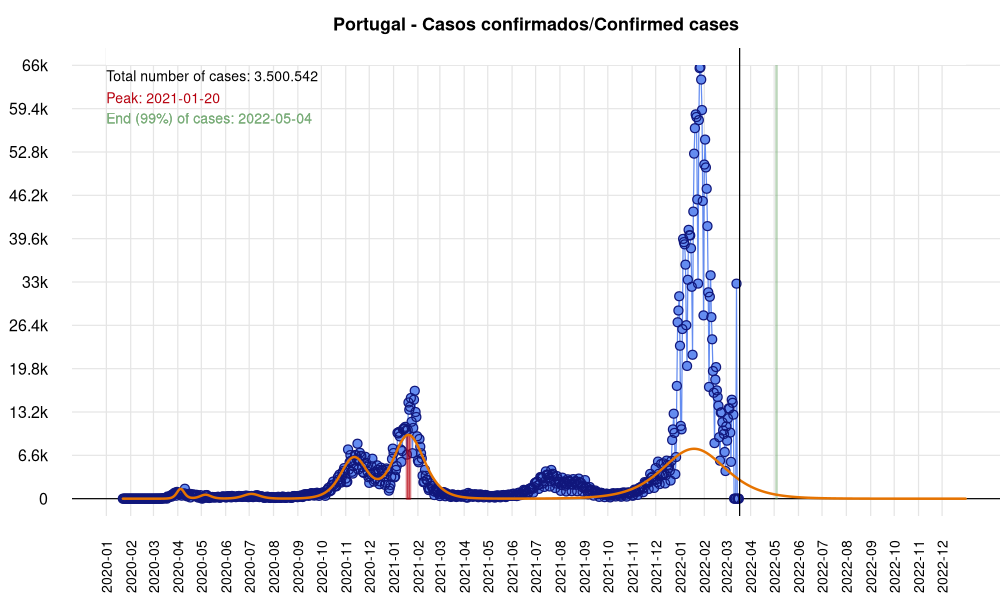 Portugal - Casos confirmados/Confirmed cases
66k
59.4k
52.8k
46.2k
39.6k
33k
26.4k
19.8k
13.2k
6.6k
0
Total number of cases: 3.500.542
Peak: 2021-01-20
End (99%) of cases: 2022-05-04
2020-01
2020-02
2020-03
2020-04
2020-05
2020-06
2020-07
2020-08
2020-09
2020-10
2020-11
2020-12
2021-01
2021-02
2021-03
2021-04
2021-05
2021-06
2021-07
2021-08
2021-09
2021-10
2021-11
2021-12
2022-01
2022-02
2022-03
2022-04
2022-05
2022-06
2022-07
2022-08
2022-09
2022-10
2022-11
2022-12